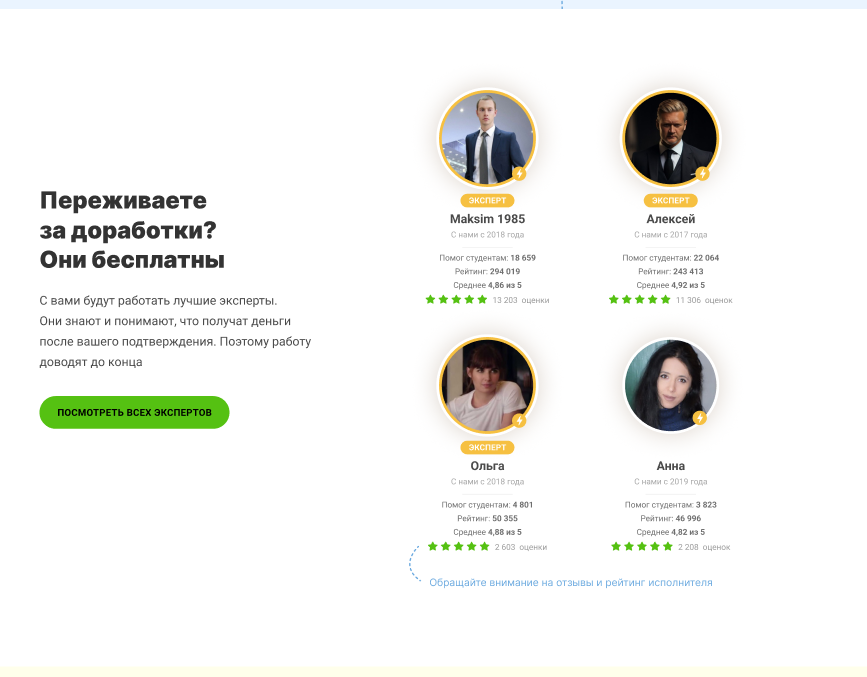 Переживаете
за доработки?
Они бесплатны
С вами будут работать лучшие эксперты.
Они знают и понимают, что получат деньги
после вашего подтверждения. Поэтому работу
доводят до конца
ПОСМОТРЕТЬ ВСЕХ ЭКСПЕРТОВ
ЭКСПЕРТ
Maksim 1985
С нами с 2018 года
Помог студентам: 18 659
Рейтинг: 294 019
Среднее 4,86 из 5
13 203 оценки
ЭКСПЕРТ
Алексей
С нами с 2017 года
Помог студентам: 22 064
Рейтинг: 243 413
Среднее 4,92 из 5
11 306 оценок
ЭКСПЕРТ
Ольга
С нами с 2018 года
Помог студентам: 4 801
Рейтинг: 50 355
Среднее 4,88 из 5
2 603 оценки
Анна
С нами с 2019 года
Помог студентам: 3 823
Рейтинг: 46 996
Среднее 4,82 из 5
2 208 оценок
Обращайте внимание на отзывы и рейтинг исполнителя